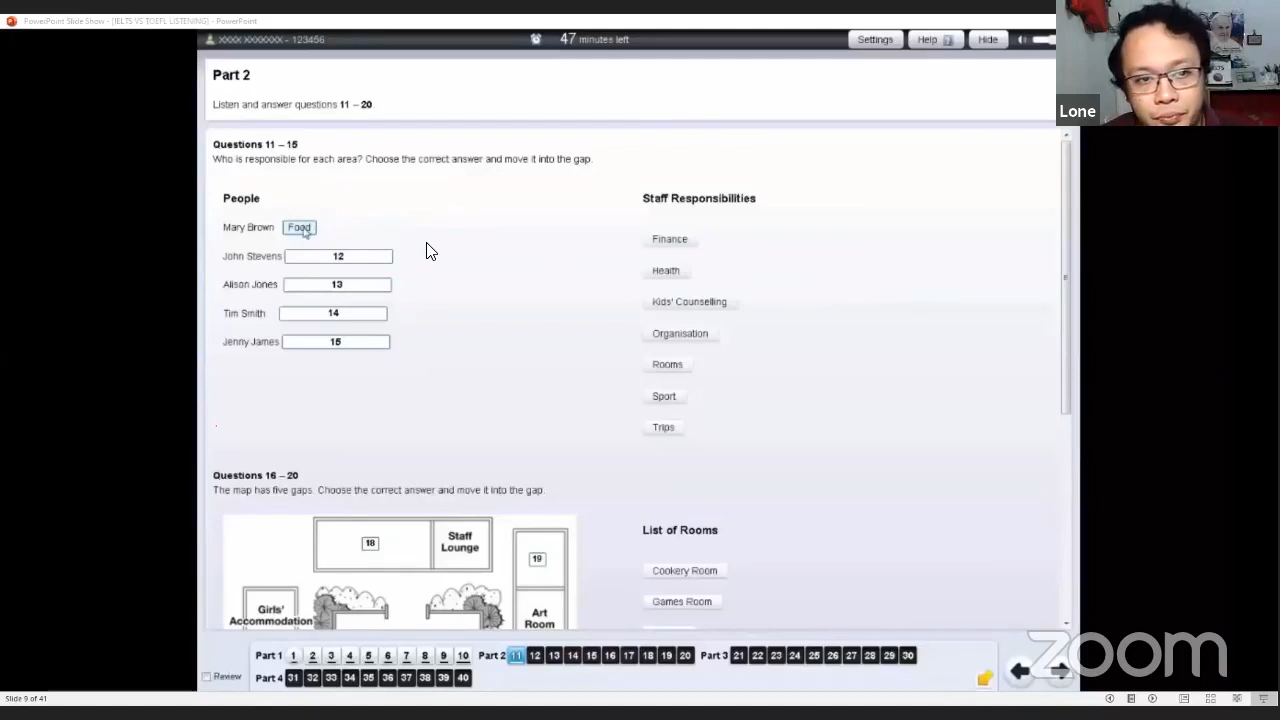 PowerPoint Slide Show - [IELTS VS TOEFL LISTENING] - PowerPoint
XXXX XXXXXXX - 123456
47 minutes left
Settings
Help ?
Hide
Lone
Part 2
Listen and answer questions 11 – 20.
Questions 11 – 15
Who is responsible for each area? Choose the correct answer and move it into the gap.
People
Staff Responsibilities
Mary Brown Food
John Stevens 12
Alison Jones 13
Tim Smith 14
Jenny James 15
Finance
Health
Kids' Counselling
Organisation
Rooms
Sport
Trips
Questions 16 – 20
The map has five gaps. Choose the correct answer and move it into the gap.
18
Staff
Lounge
19
Girls'
Accommodation
Art
Room
List of Rooms
Cookery Room
Games Room
Part 1 1 2 3 4 5 6 7 8 9 10 Part 2 11 12 13 14 15 16 17 18 19 20 Part 3 21 22 23 24 25 26 27 28 29 30
Review
Part 4 31 32 33 34 35 36 37 38 39 40
zoom
Slide 9 of 41